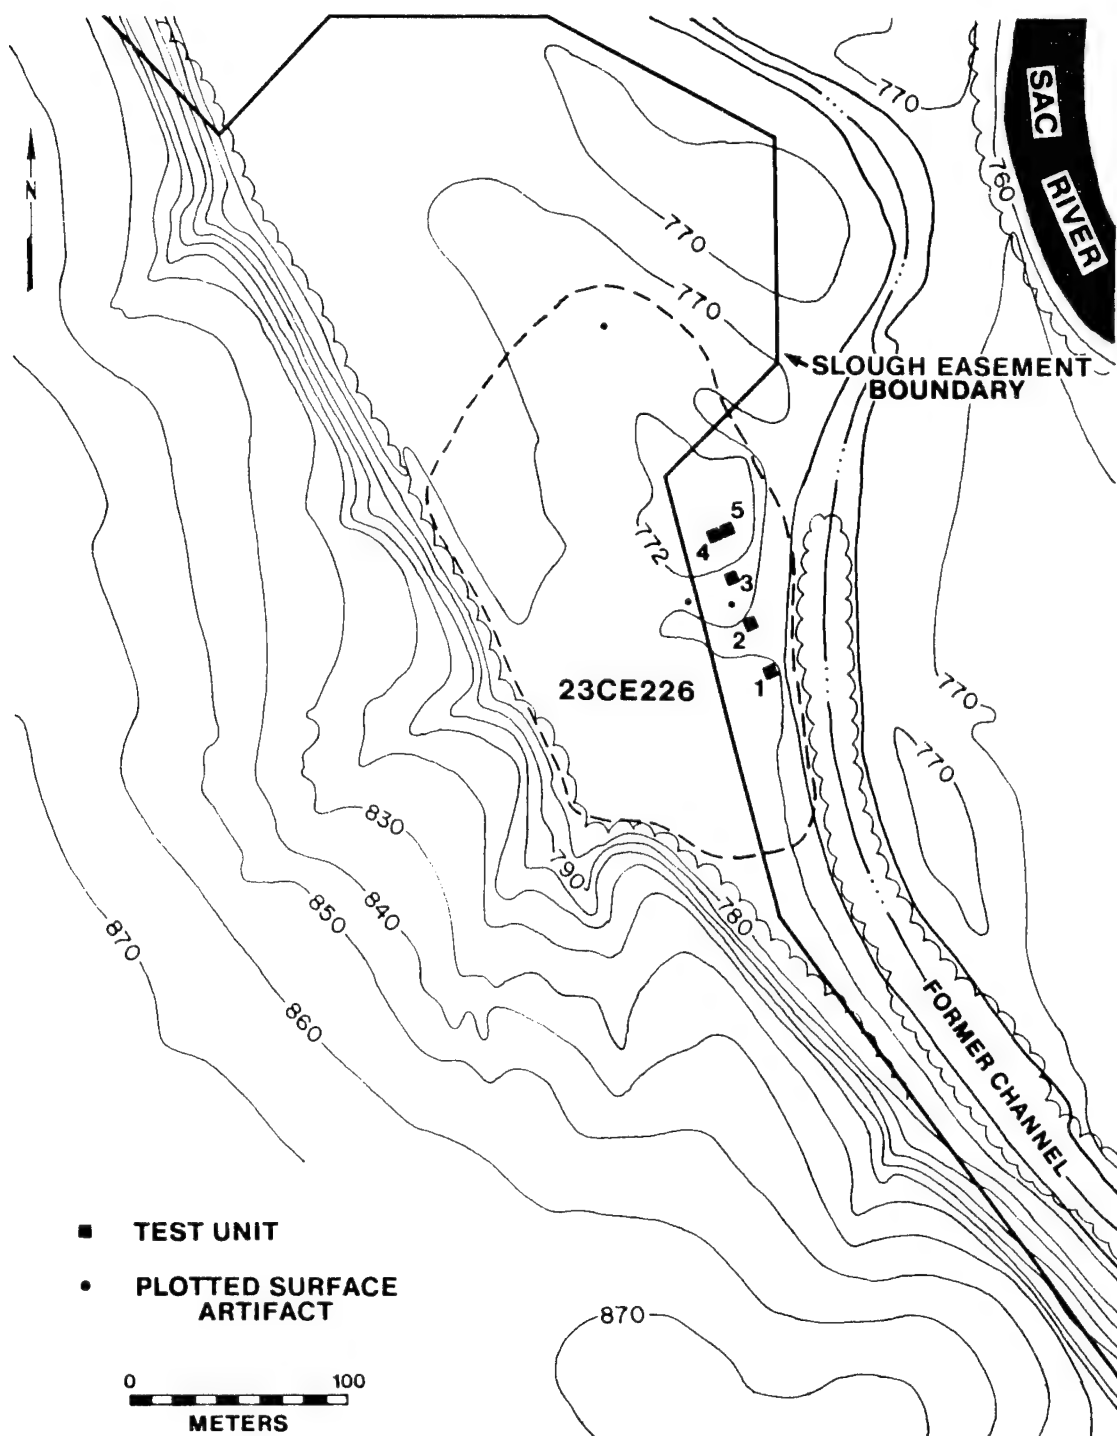 770
SAC
RIVER
760
N
770
770
SLOUGH EASEMENT
BOUNDARY
5
4
772
3
2
1
23CE226
770
770
830
790
780
840
850
870
860
FORMER CHANNEL
TEST UNIT
PLOTTED SURFACE
ARTIFACT
870
0 100
METERS